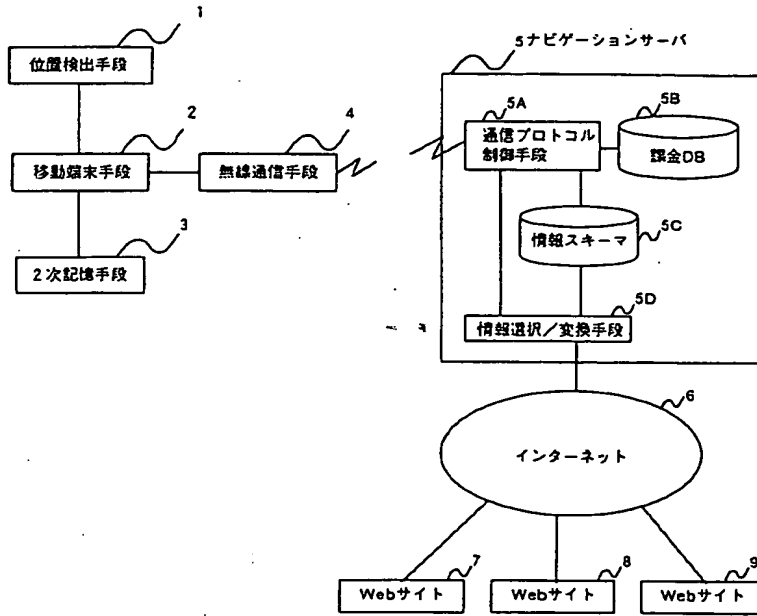 1
位置検出手段
2
移動端末手段
4
無線通信手段
3
2次記憶手段
5ナビゲーションサーバ
5A
通信プロトコル
制御手段
5B
課金DB
情報スキーマ
5C
5D
情報選択/変換手段
6
インターネット
7
Webサイト
8
Webサイト
9
Webサイト